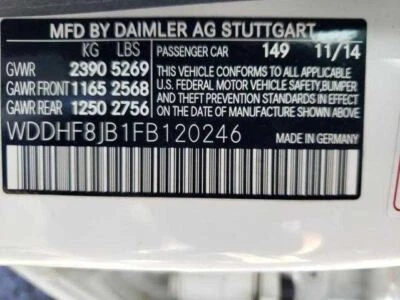 MFD BY DAIMLER AG STUTTGART
KG LBS PASSENGER CAR 149 11/14
GVWR 2390 5269 THIS VEHICLE CONFORMS TO ALL APPLICABLE
GAWR FRONT 1165 2568 U.S. FEDERAL MOTOR VEHICLE SAFETY, BUMPER
GAWR REAR 1250 2756 AND THEFT PREVENTION STANDARDS IN EFFECT
ON THE DATE OF MANUFACTURE SHOWN ABOVE.
WDDHF8JB1FB120246 MADE IN GERMANY